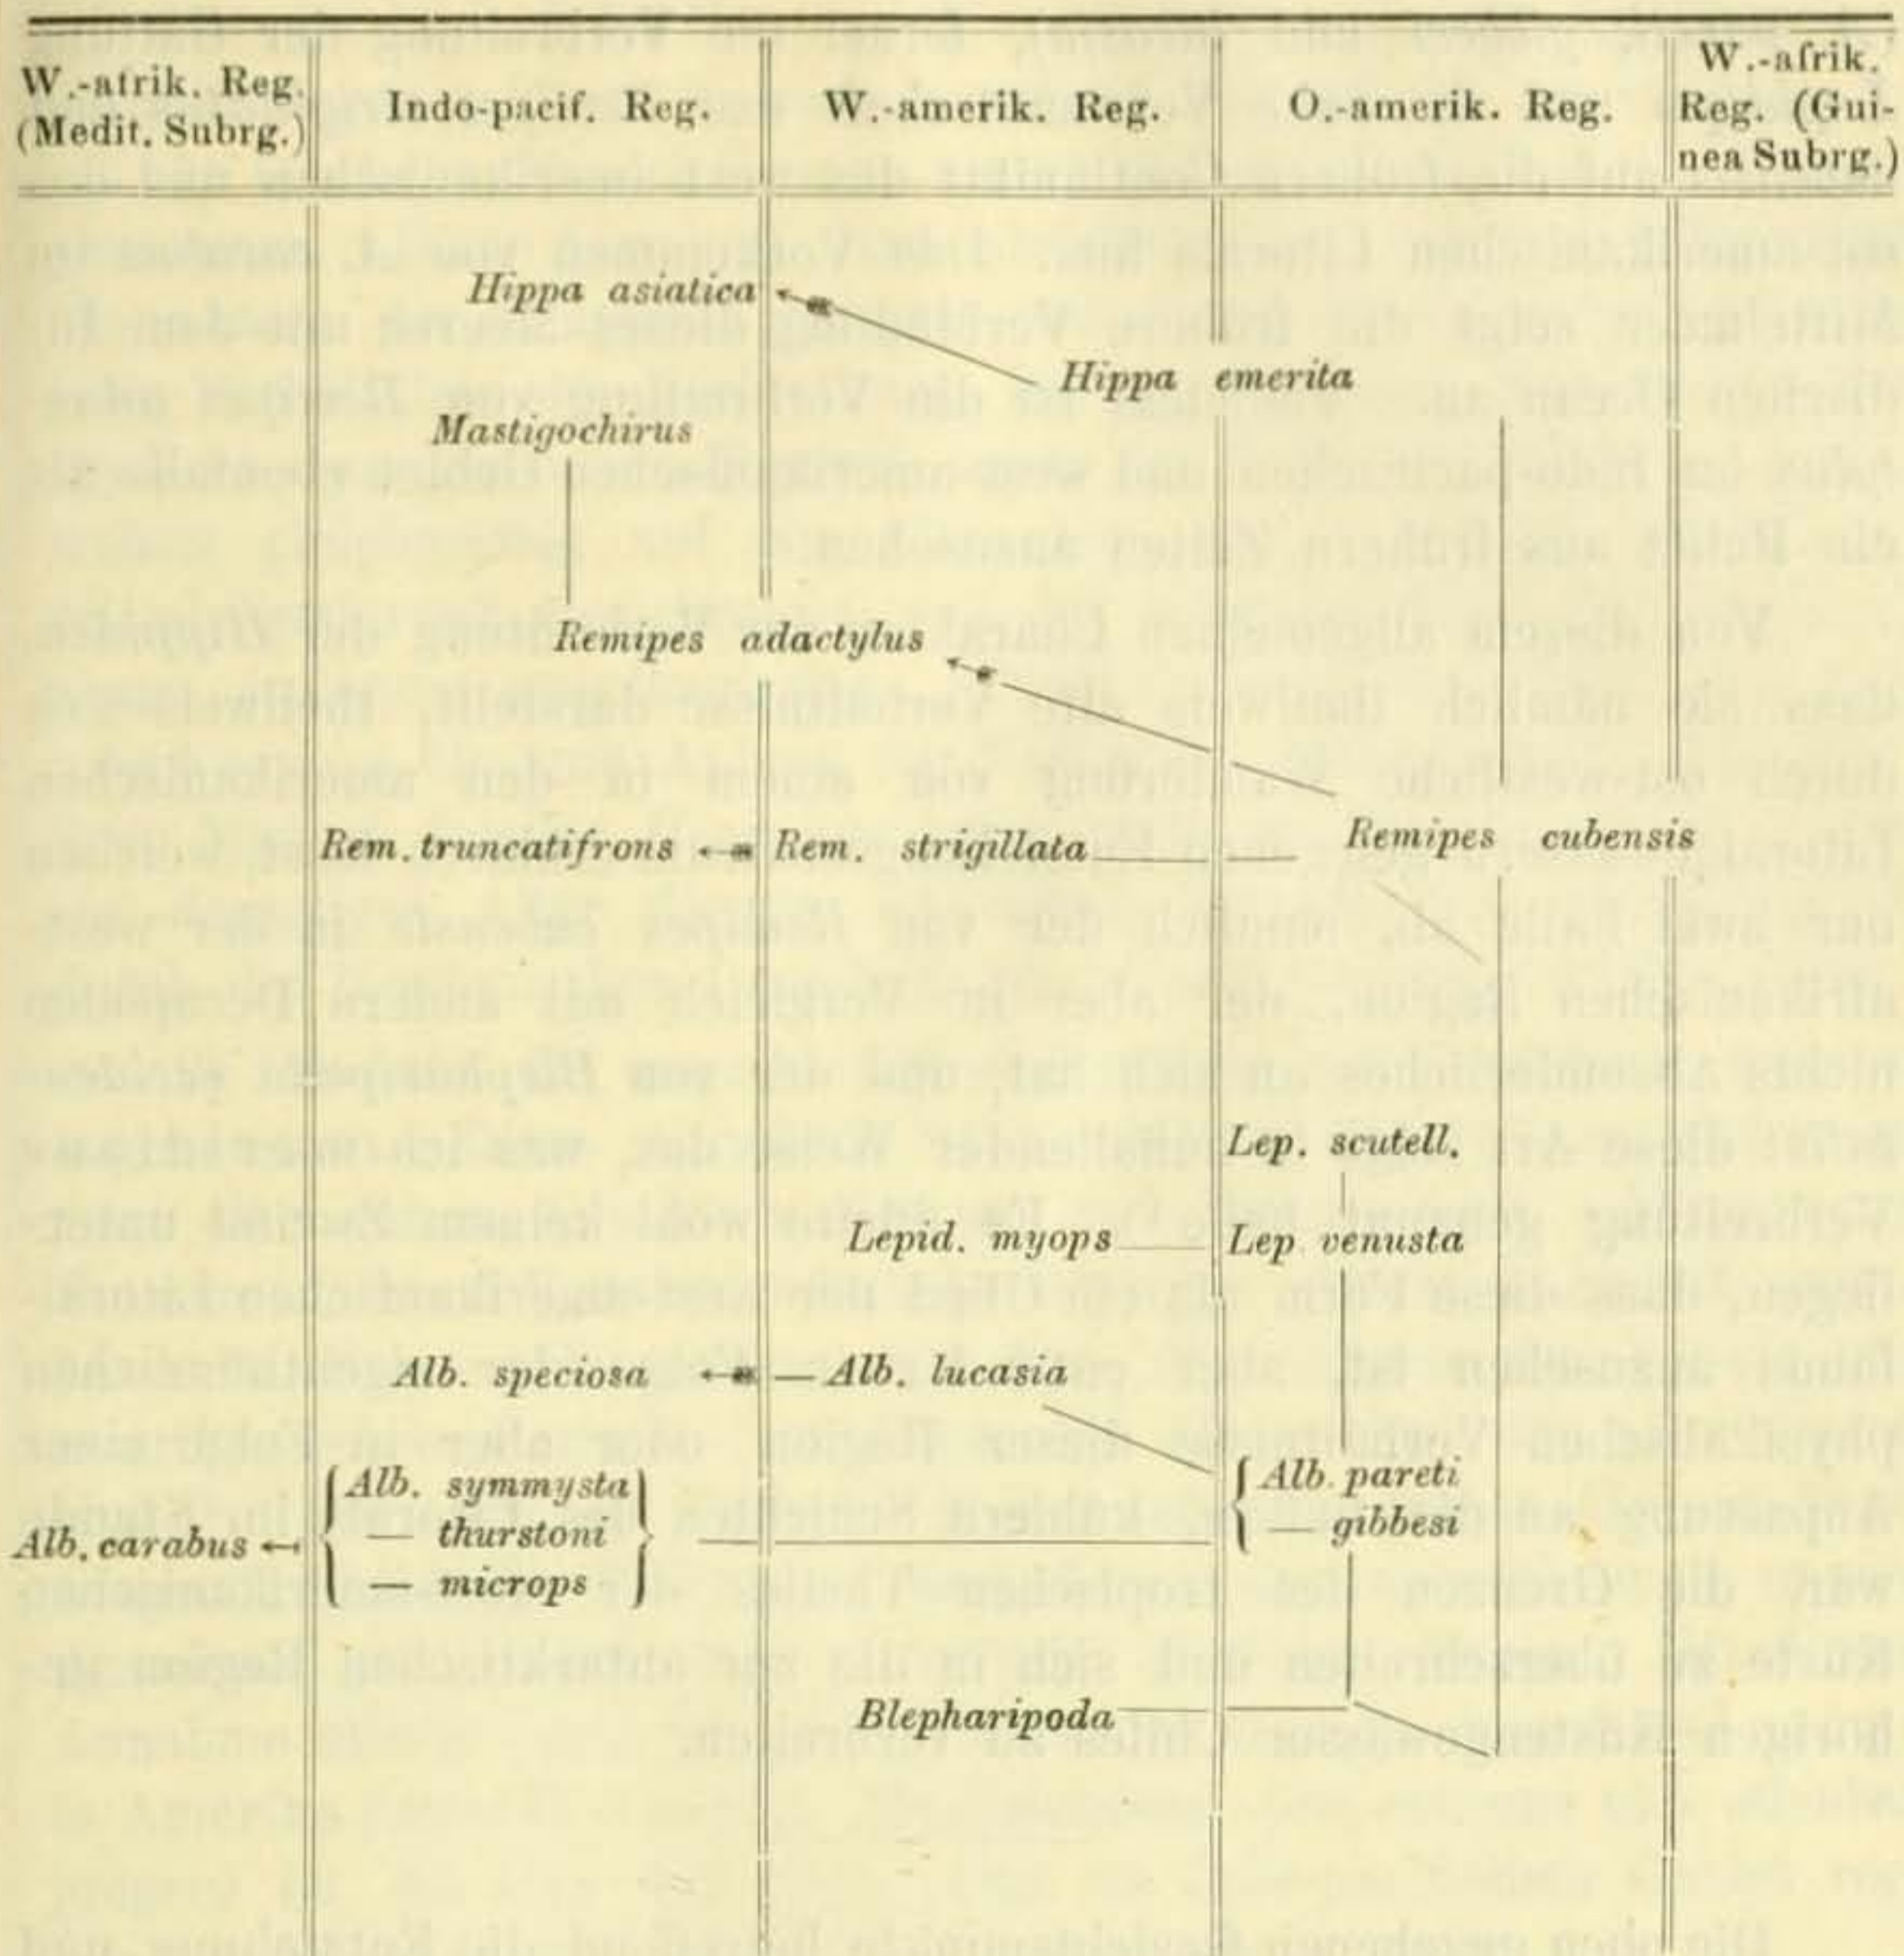 W.-afrik. Reg.
(Medit. Subrg.)
Indo-pacif. Reg.
W.-amerik. Reg.
O.-amerik. Reg.
W.-afrik.
Reg. (Gui-
nea Subrg.)
Hippa asiatica
Hippa emerita
Mastigochirus
Remipes adactylus
Rem. truncatifrons
Rem. strigillata
Remipes cubensis
Lep. scutell.
Lepid. myops
Lep. venusta
Alb. speciosa
Alb. lucasia
Alb. carabus
Alb. symmysta
— thurstoni
— microps
Alb. pareti
— gibbesi
Blepharipoda